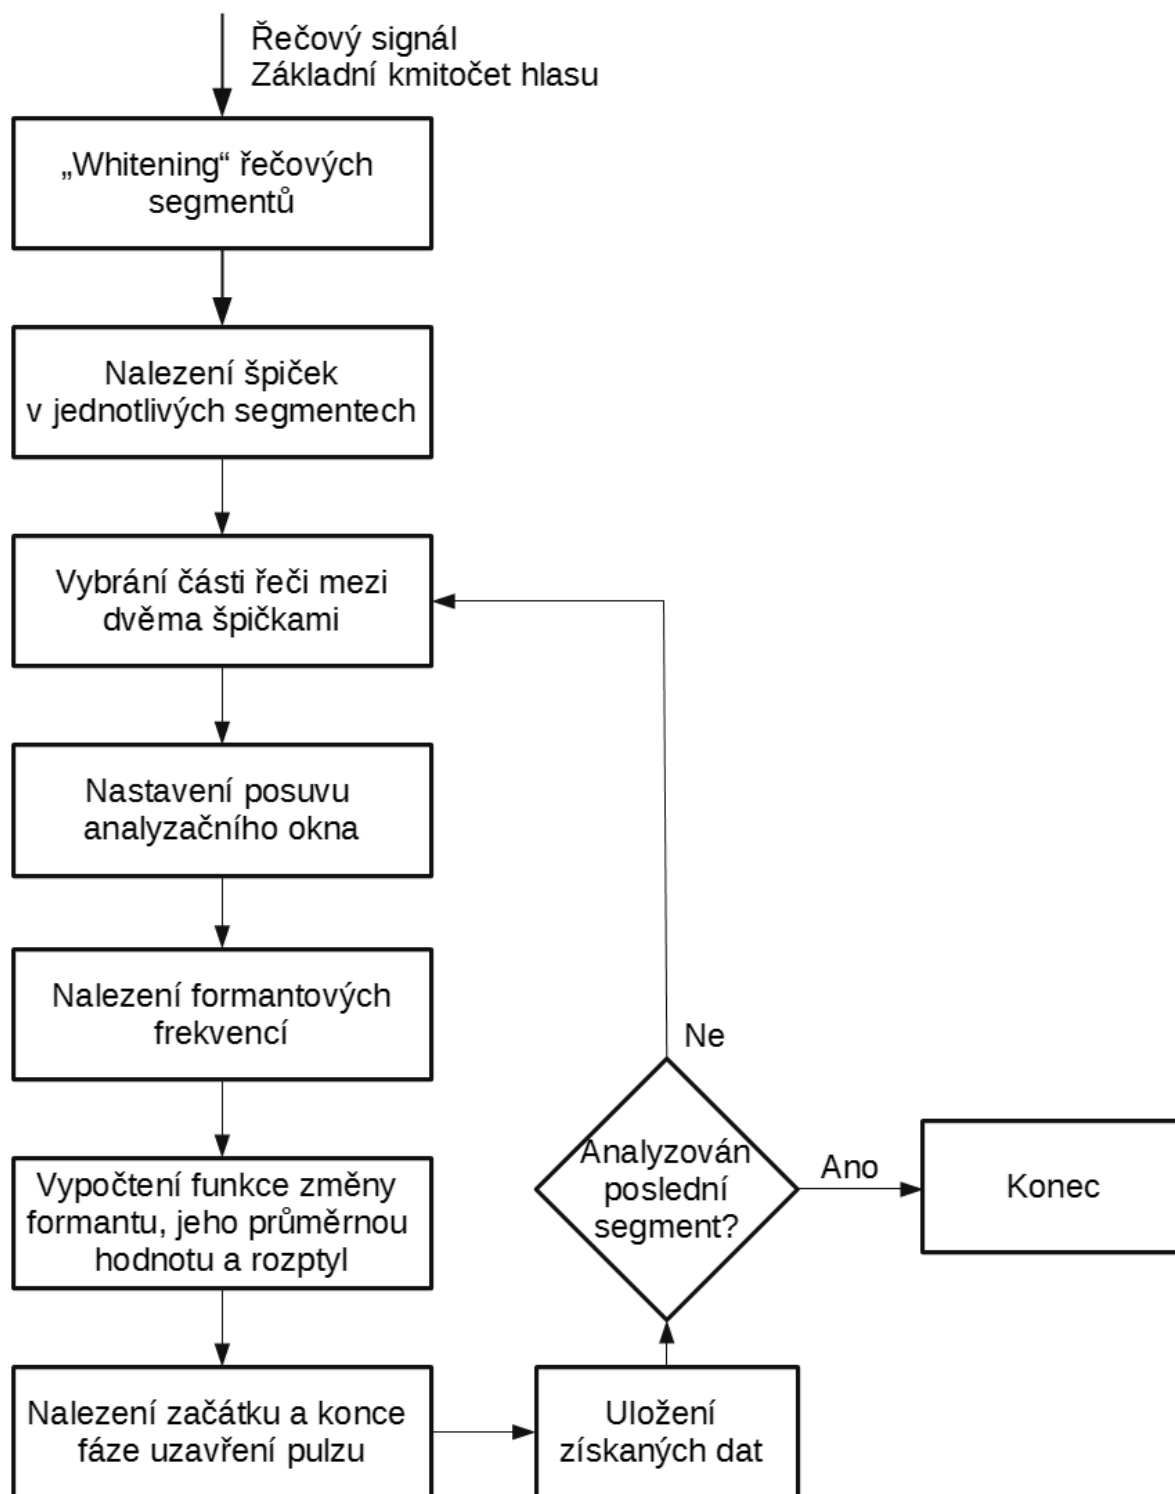 Řečový signál
Základní kmitočet hlasu
„Whitening“ řečových
segmentů
Nalezení špiček
v jednotlivých segmentech
Vybrání části řeči mezi
dvěma špičkami
Nastavení posuvu
analyzačního okna
Nalezení formantových
frekvencí
Vypočtení funkce změny
formantu, jeho průměrnou
hodnotu a rozptyl
Nalezení začátku a konce
fáze uzavření pulzu
Uložení
získaných dat
Analyzován
poslední
segment?
Ne
Ano
Konec